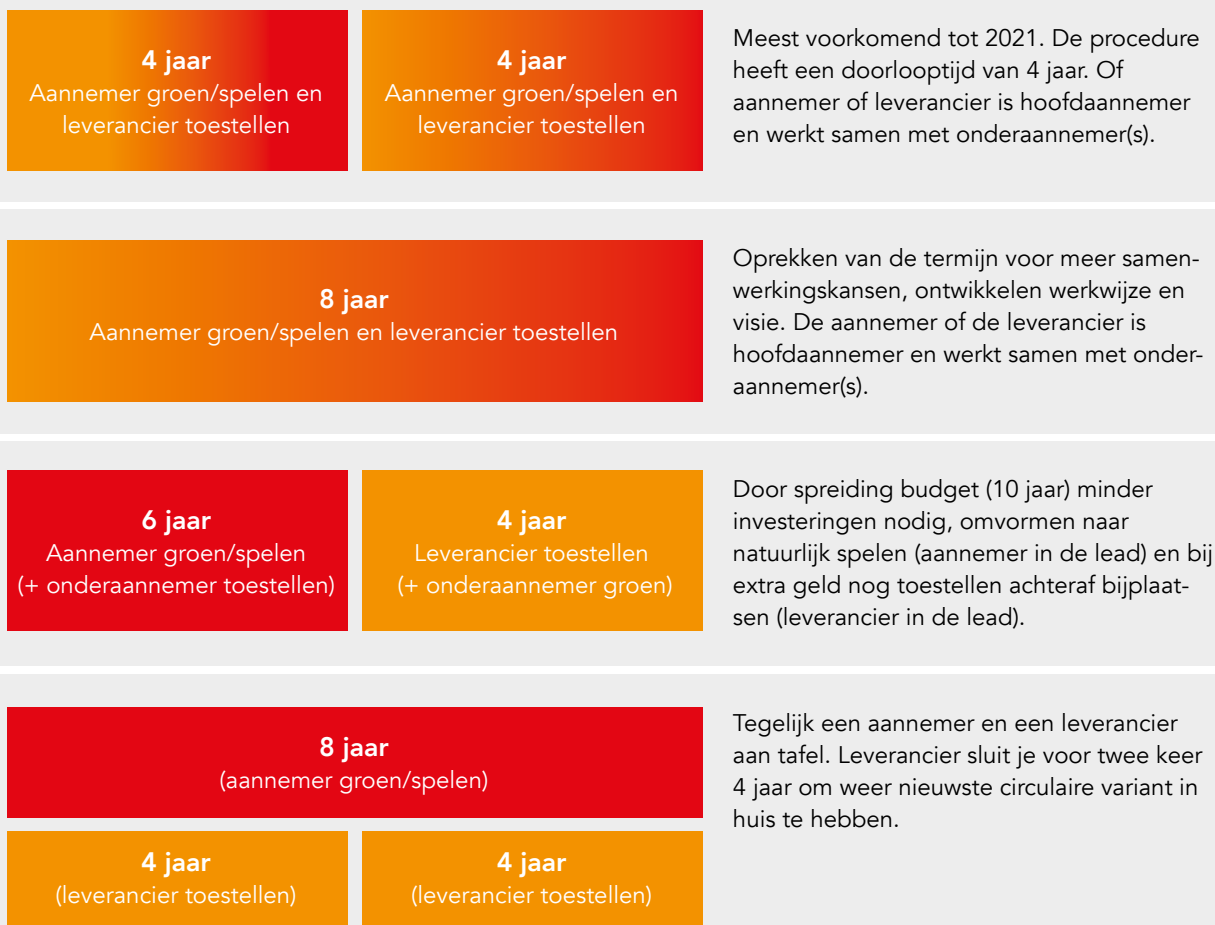 4 jaar
Aannemer groen/spelen en
leverancier toestellen
4 jaar
Aannemer groen/spelen en
leverancier toestellen
Meest voorkomend tot 2021. De procedure
heeft een doorlooptijd van 4 jaar. Of
aannemer of leverancier is hoofdaannemer
en werkt samen met onderaannemer(s).
8 jaar
Aannemer groen/spelen en leverancier toestellen
Oprekken van de termijn voor meer samen-
werkingskansen, ontwikkelen werkwijze en
visie. De aannemer of de leverancier is
hoofdaannemer en werkt samen met onder-
aannemer(s).
6 jaar
Aannemer groen/spelen
(+ onderaannemer toestellen)
4 jaar
Leverancier toestellen
(+ onderaannemer groen)
Door spreiding budget (10 jaar) minder
investeringen nodig, omvormen naar
natuurlijk spelen (aannemer in de lead) en bij
extra geld nog toestellen achteraf bijplaat-
sen (leverancier in de lead).
8 jaar
(aannemer groen/spelen)
4 jaar
(leverancier toestellen)
4 jaar
(leverancier toestellen)
Tegelijk een aannemer en een leverancier
aan tafel. Leverancier sluit je voor twee keer
4 jaar om weer nieuwste circulaire variant in
huis te hebben.